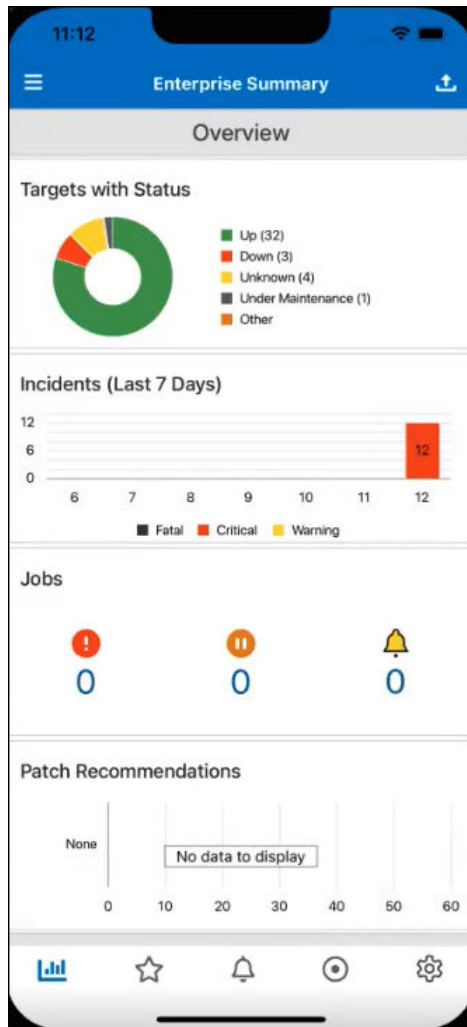 11:12
Enterprise Summary
Overview
Targets with Status
Up (32)
Down (3)
Unknown (4)
Under Maintenance (1)
Other
Incidents (Last 7 Days)
12
6
0
12
6 7 8 9 10 11 12
Fatal Critical Warning
Jobs
0 0 0
Patch Recommendations
None
No data to display
0 10 20 30 40 50 60